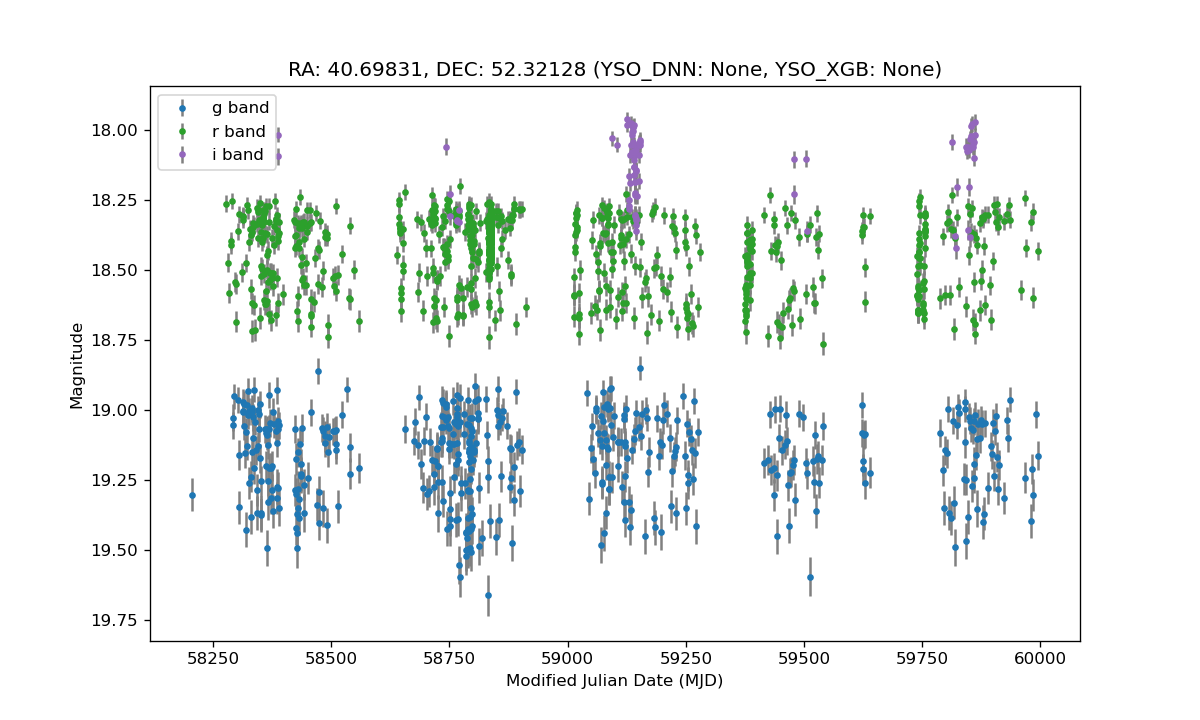 RA: 40.69831, DEC: 52.32128 (YSO_DNN: None, YSO_XGB: None)
g band
r band
i band
18.00
18.25
18.50
18.75
19.00
19.25
19.50
19.75
Magnitude
58250
58500
58750
59000
59250
59500
59750
60000
Modified Julian Date (MJD)